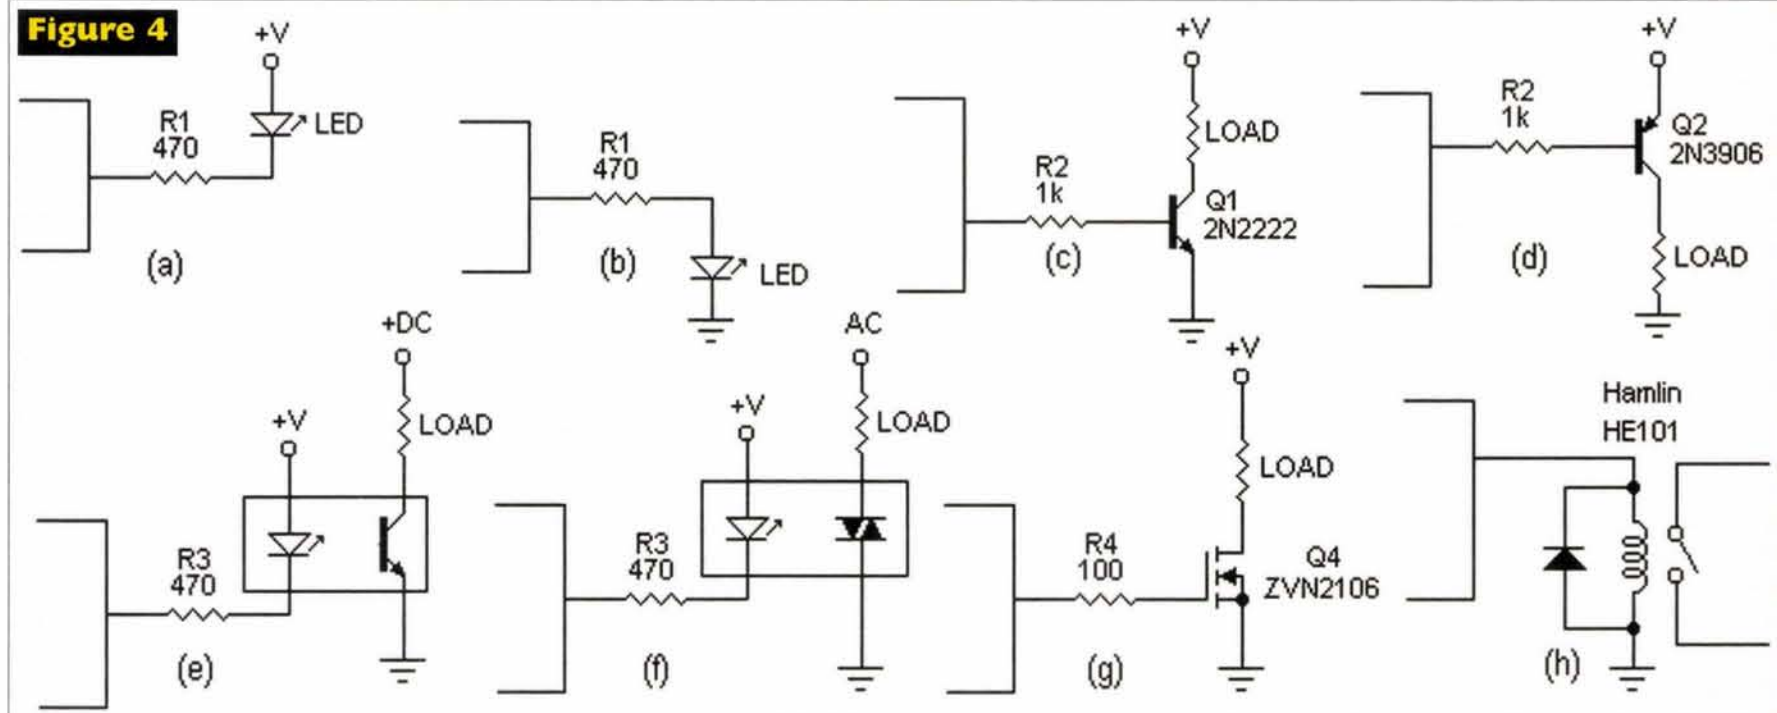 Figure 4
+V
R1
470
LED
(a)
R1
470
LED
(b)
+V
LOAD
R2
1k
Q1
2N2222
(c)
+V
R2
1k
Q2
2N3906
LOAD
(d)
+DC
+V
LOAD
R3
470
(e)
AC
+V
LOAD
R3
470
(f)
+V
LOAD
R4
100
Q4
ZVN2106
(g)
Hamlin
HE101
(h)